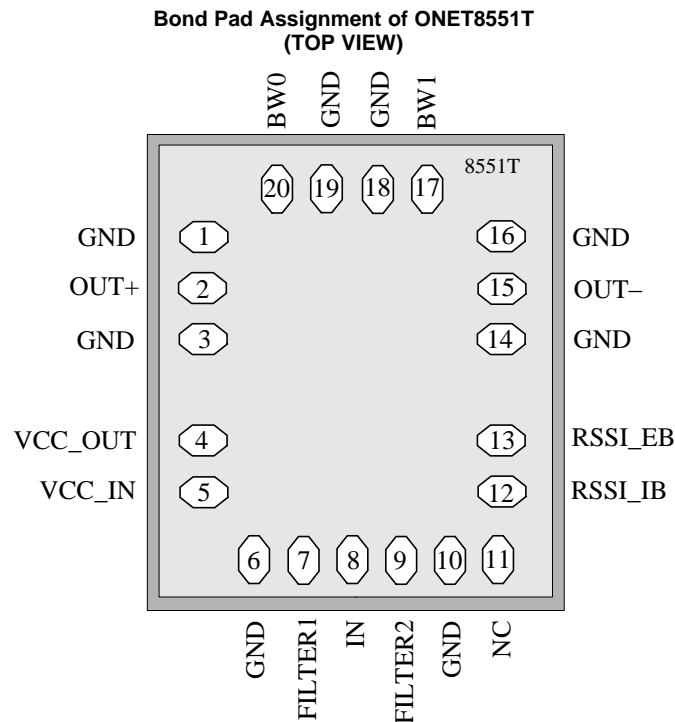 Bond Pad Assignment of ONET8551T
(TOP VIEW)
BW0 GND GND BW1
8551T
20 19 18 17
GND 1 16 GND
OUT+ 2 15 OUT–
GND 3 14 GND
VCC_OUT 4 13 RSSI_EB
VCC_IN 5 12 RSSI_IB
6 7 8 9 10 11
GND FILTER1 IN FILTER2 GND NC